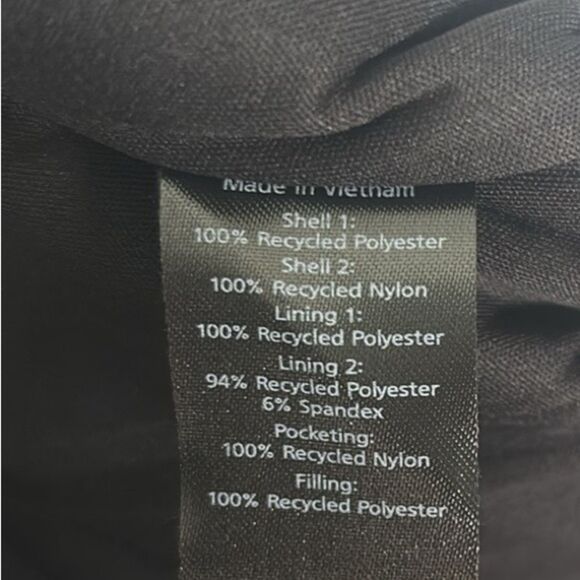 Made in Vietnam
Shell 1:
100% Recycled Polyester
Shell 2:
100% Recycled Nylon
Lining 1:
100% Recycled Polyester
Lining 2:
94% Recycled Polyester
6% Spandex
Pocketing:
100% Recycled Nylon
Filling:
100% Recycled Polyester